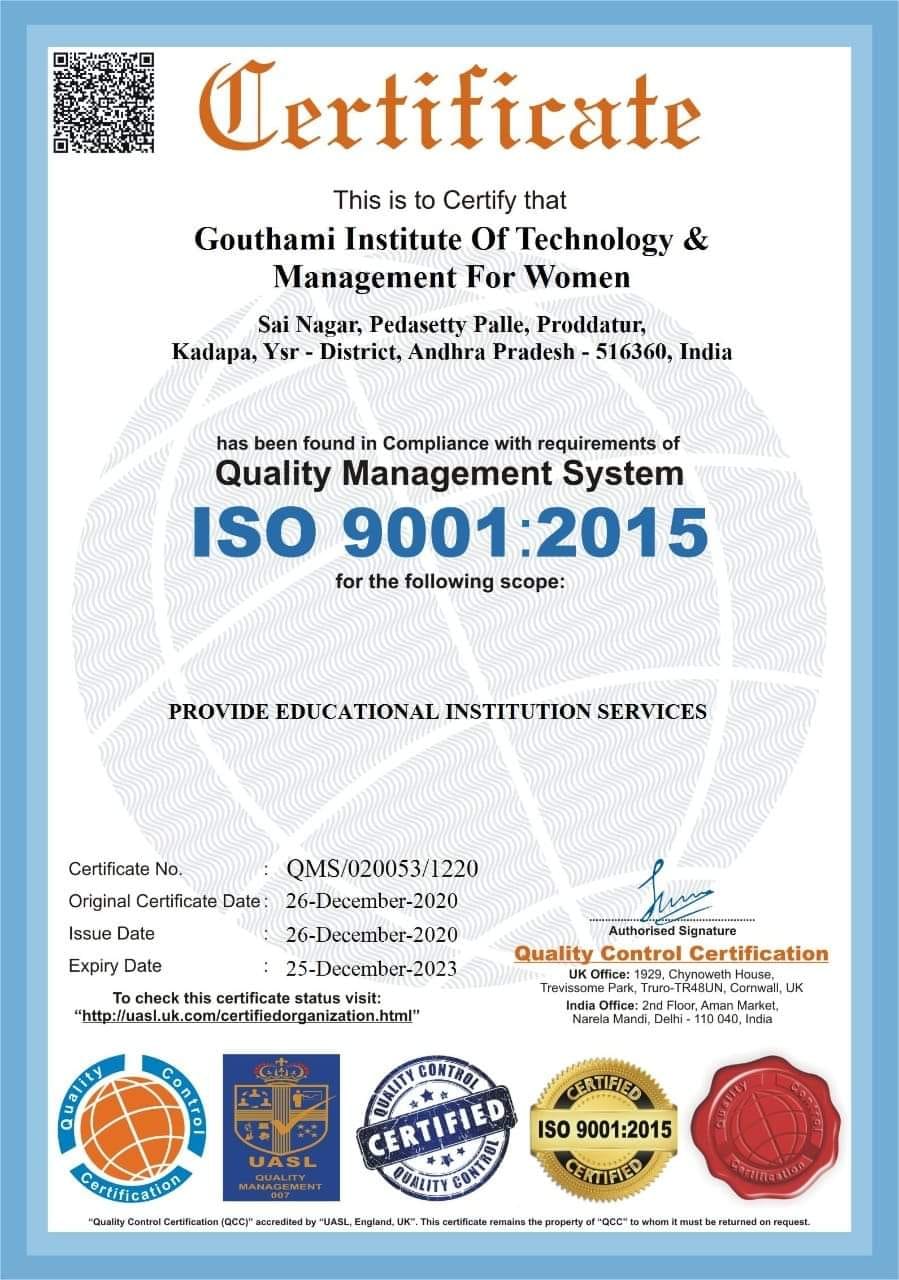 Certificate
This is to Certify that
Gouthami Institute Of Technology &
Management For Women
Sai Nagar, Pedasetty Palle, Proddatur,
Kadapa, Ysr - District, Andhra Pradesh - 516360, India
has been found in Compliance with requirements of
Quality Management System
ISO 9001:2015
for the following scope:
PROVIDE EDUCATIONAL INSTITUTION SERVICES
Certificate No. : QMS/020053/1220
Original Certificate Date : 26-December-2020
Issue Date : 26-December-2020
Expiry Date : 25-December-2023
To check this certificate status visit:
“http://uasl.uk.com/certifiedorganization.html”
Authorised Signature
Quality Control Certification
UK Office: 1929, Chynoweth House,
Trevissome Park, Truro-TR48UN, Cornwall, UK
India Office: 2nd Floor, Aman Market,
Narela Mandi, Delhi - 110 040, India
Quality Control
Certification
UASL
QUALITY
MANAGEMENT
007
QUALITY CONTROL
CERTIFIED
QUALITY CONTROL
CERTIFIED
ISO 9001:2015
CERTIFIED
Quality Control
Certification
“Quality Control Certification (QCC)” accredited by “UASL, England, UK”. This certificate remains the property of “QCC” to whom it must be returned on request.